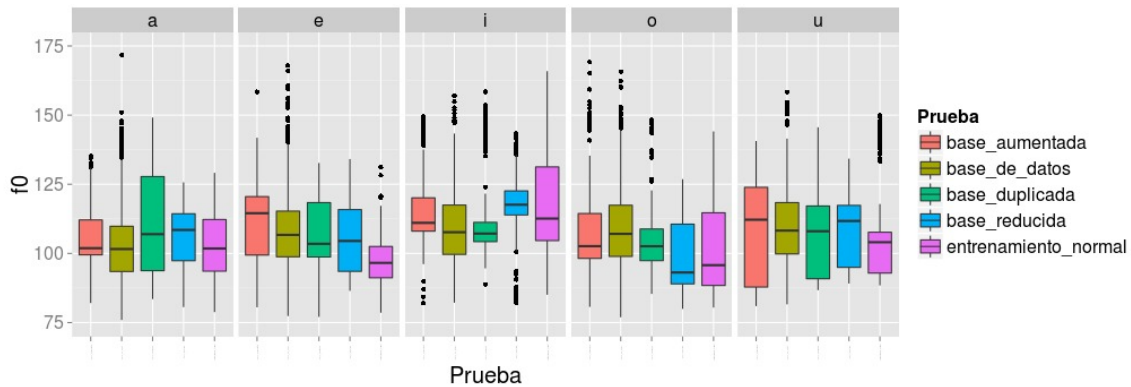 a e i o u
175
150
125
100
75
f0
Prueba
Prueba
base_aumentada
base_de_datos
base_duplicada
base_reducida
entrenamiento_normal